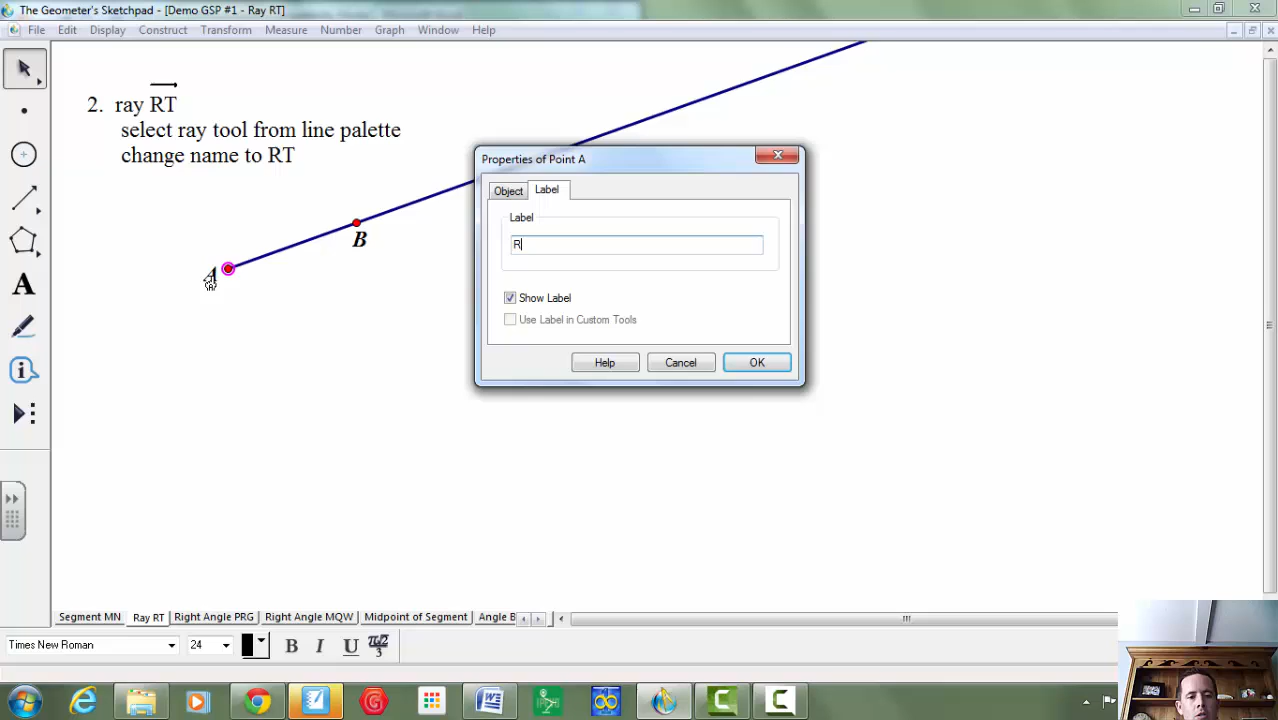 The Geometer's Sketchpad - [Demo GSP #1 - Ray RT]
File Edit Display Construct Transform Measure Number Graph Window Help
2. ray RT
select ray tool from line palette
change name to RT
Properties of Point A
Object Label
Label
R
Show Label
Use Label in Custom Tools
Help Cancel OK
B
A
A
Segment MN Ray RT Right Angle PRG Right Angle MQW Midpoint of Segment Angle B
Times New Roman 24 B I U